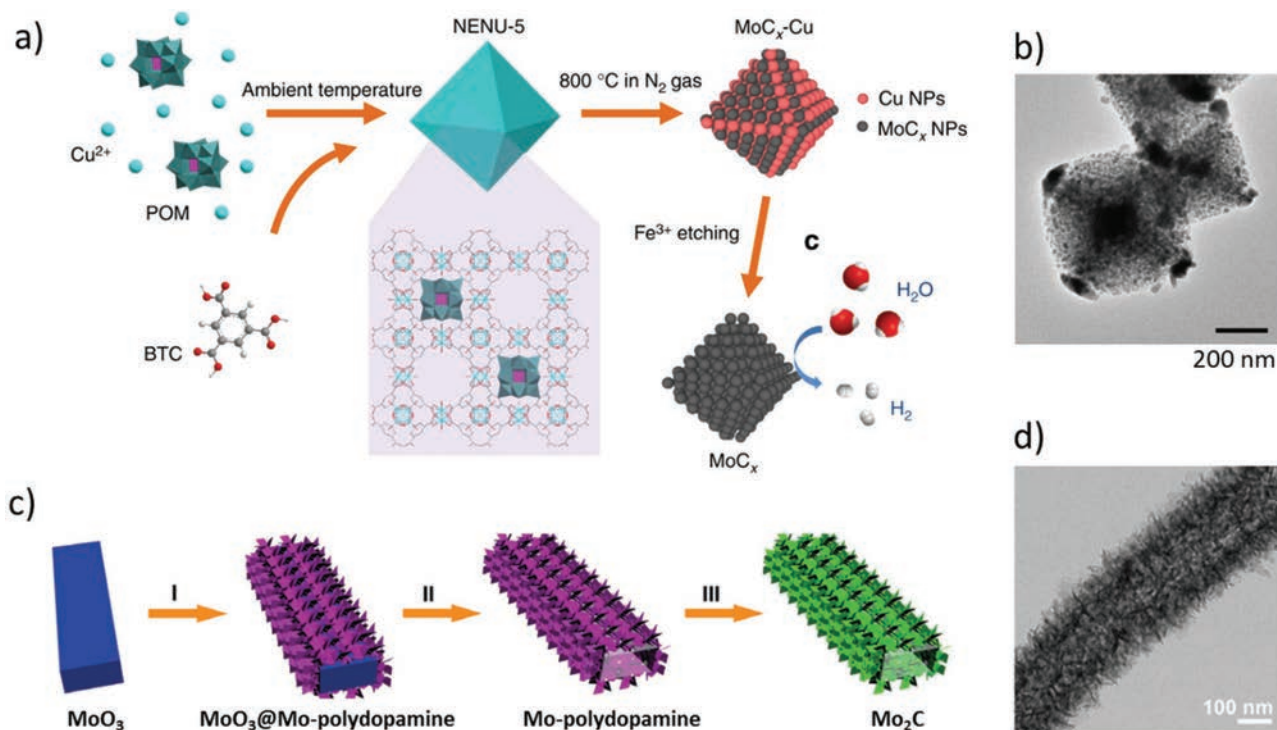 a)
NENU-5
MoCₓ-Cu
Ambient temperature
800 °C in N₂ gas
Cu NPs
MoCₓ NPs
Cu²⁺
POM
Fe³⁺ etching
c
H₂O
BTC
H₂
MoCₓ
b)
200 nm
c)
I
II
III
MoO₃
MoO₃@Mo-polydopamine
Mo-polydopamine
Mo₂C
d)
100 nm